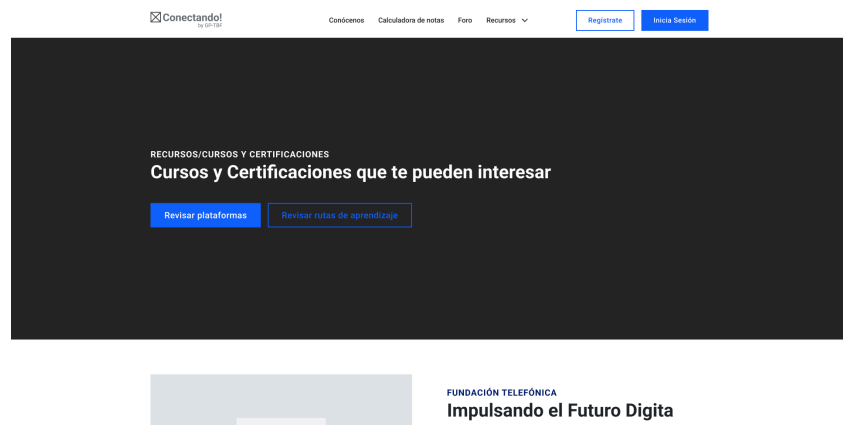 Conectando!
by GP-TBF
Conócenos Calculadora de notas Foro Recursos
Regístrate Inicia Sesión
RECURSOS/CURSOS Y CERTIFICACIONES
Cursos y Certificaciones que te pueden interesar
Revisar plataformas Revisar rutas de aprendizaje
FUNDACIÓN TELEFÓNICA
Impulsando el Futuro Digita